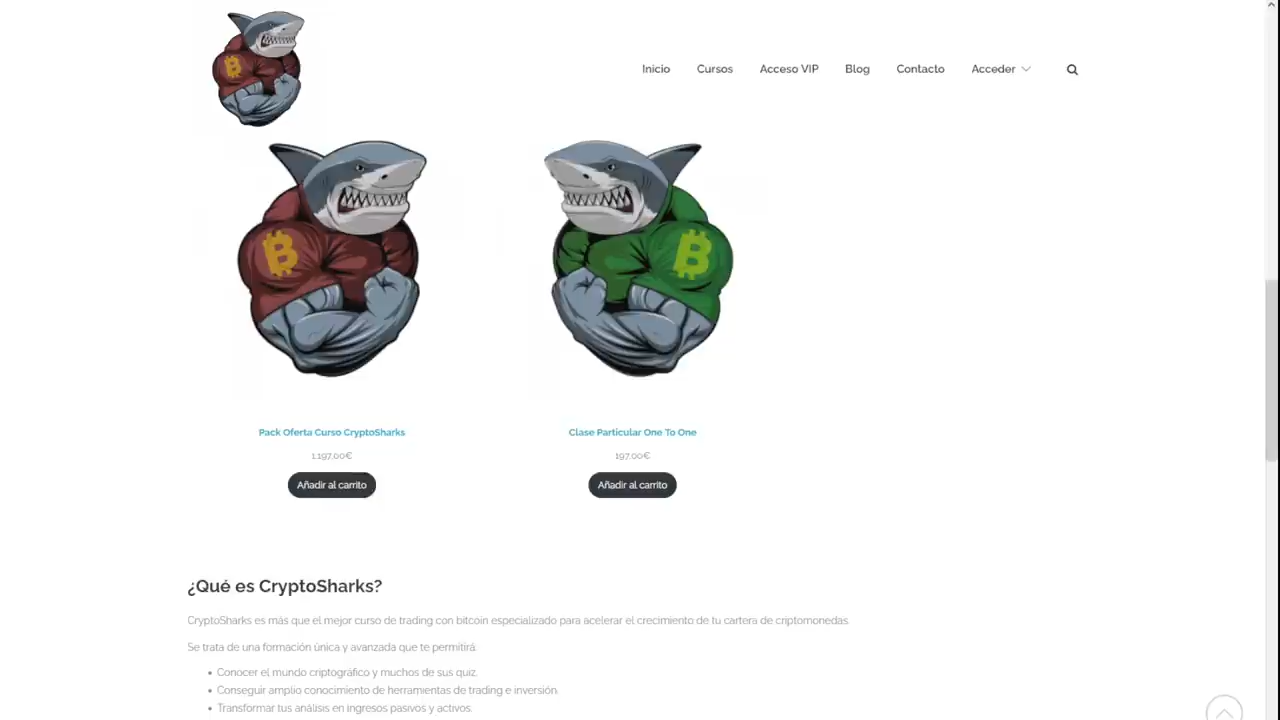 Inicio Cursos Acceso VIP Blog Contacto Acceder
Pack Oferta Curso CryptoSharks Clase Particular One To One
1.197,00€ 197,00€
Añadir al carrito Añadir al carrito
¿Qué es CryptoSharks?
CryptoSharks es más que el mejor curso de trading con bitcoin especializado para acelerar el crecimiento de tu cartera de criptomonedas.
Se trata de una formación única y avanzada que te permitirá:
• Conocer el mundo criptográfico y muchos de sus quiz.
• Conseguir amplio conocimiento de herramientas de trading e inversión
• Transformar tus análisis en ingresos pasivos y activos.